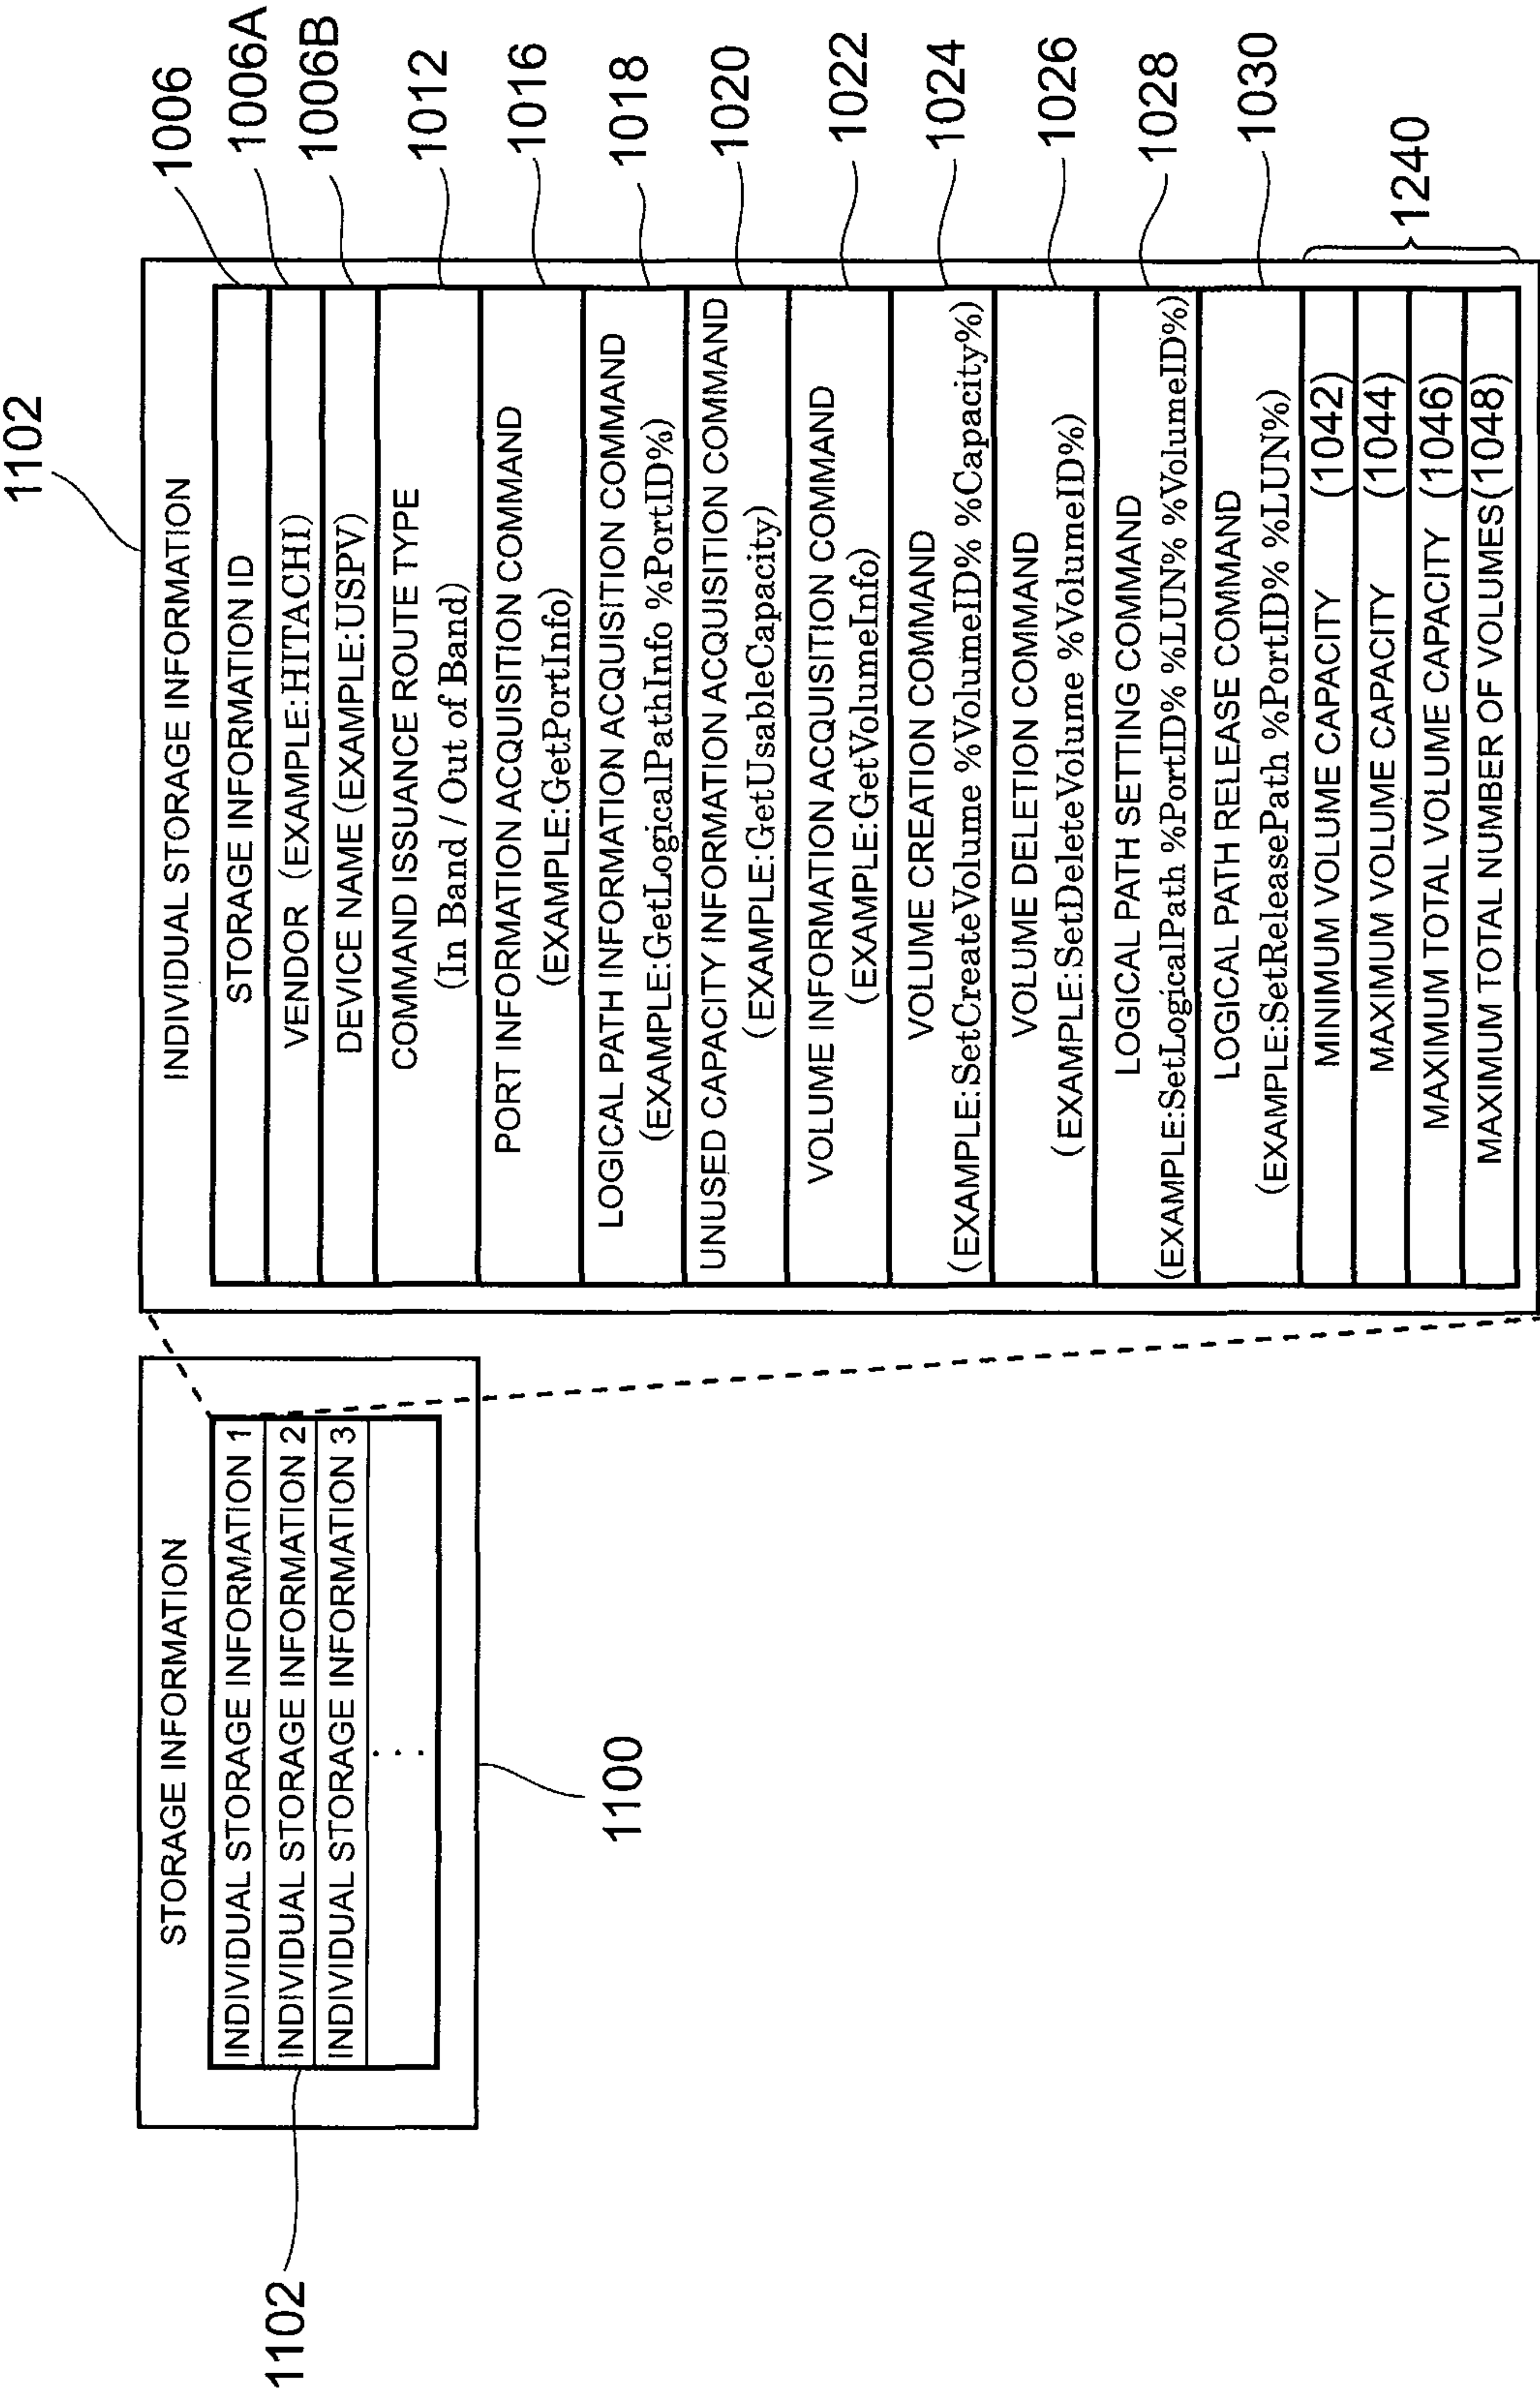 1102
STORAGE INFORMATION
INDIVIDUAL STORAGE INFORMATION 1
INDIVIDUAL STORAGE INFORMATION 2
INDIVIDUAL STORAGE INFORMATION 3
⋮
1100
1102
INDIVIDUAL STORAGE INFORMATION
STORAGE INFORMATION ID
1006
VENDOR (EXAMPLE:HITACHI)
1006A
DEVICE NAME (EXAMPLE:USPV)
1006B
COMMAND ISSUANCE ROUTE TYPE
(In Band / Out of Band)
1012
PORT INFORMATION ACQUISITION COMMAND
(EXAMPLE:GetPortInfo)
1016
LOGICAL PATH INFORMATION ACQUISITION COMMAND
(EXAMPLE:GetLogicalPathInfo %PortID%)
1018
UNUSED CAPACITY INFORMATION ACQUISITION COMMAND
(EXAMPLE:GetUsableCapacity)
1020
VOLUME INFORMATION ACQUISITION COMMAND
(EXAMPLE:GetVolumeInfo)
1022
VOLUME CREATION COMMAND
(EXAMPLE:SetCreateVolume %VolumeID% %Capacity%)
1024
VOLUME DELETION COMMAND
(EXAMPLE:SetDeleteVolume %VolumeID%)
1026
LOGICAL PATH SETTING COMMAND
(EXAMPLE:SetLogicalPath %PortID% %LUN% %VolumeID%)
1028
LOGICAL PATH RELEASE COMMAND
(EXAMPLE:SetReleasePath %PortID% %LUN%)
1030
MINIMUM VOLUME CAPACITY (1042)
MAXIMUM VOLUME CAPACITY (1044)
MAXIMUM TOTAL VOLUME CAPACITY (1046)
MAXIMUM TOTAL NUMBER OF VOLUMES(1048)
1240